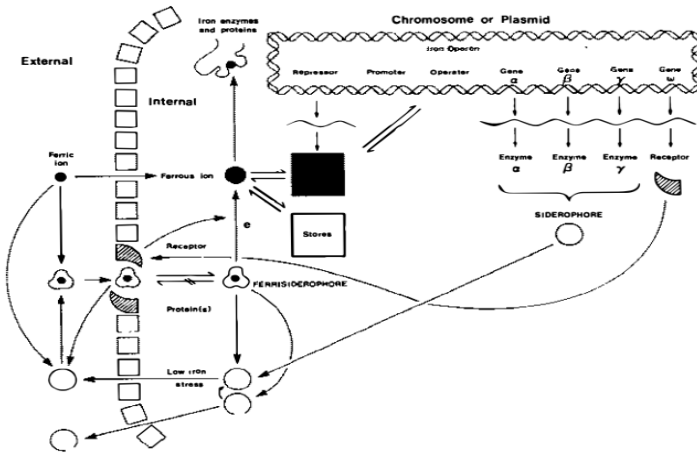 Iron enzymes
and proteins
Chromosome or Plasmid
Iron Operon
External
Repressor
Promoter
Operater
Gene
α
Gene
β
Gene
γ
Gene
ω
Internal
Ferric
ion
Ferrous ion
Enzyme
α
Enzyme
β
Enzyme
γ
Receptor
e
Stores
SIDEROPHORE
Receptor
FERRISIDEROPHORE
Protein(s)
Low iron
stress